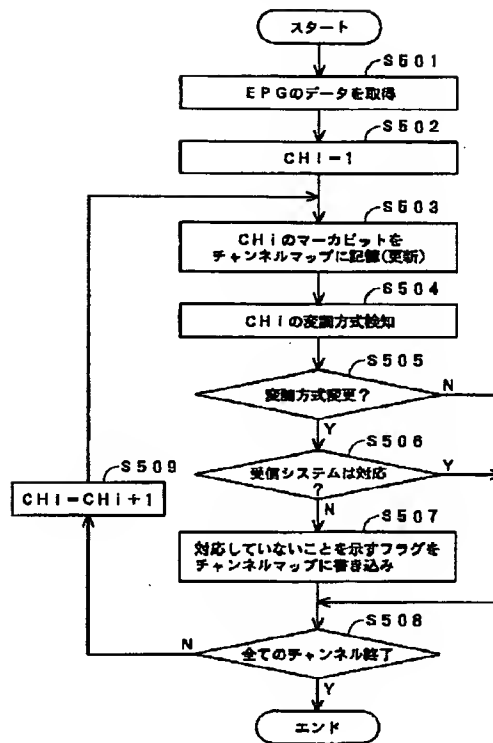 スタート
S501
EPGのデータを取得
S502
CHi=1
S503
CHiのマーカビットを
チャンネルマップに記憶(更新)
S504
CHiの変調方式検知
S505
変調方式変更?
N
Y
S506
受信システムは対応
?
Y
N
S507
対応していないことを示すフラグを
チャンネルマップに書き込み
S508
全てのチャンネル終了
N
Y
S509
CHi=CHi+1
エンド